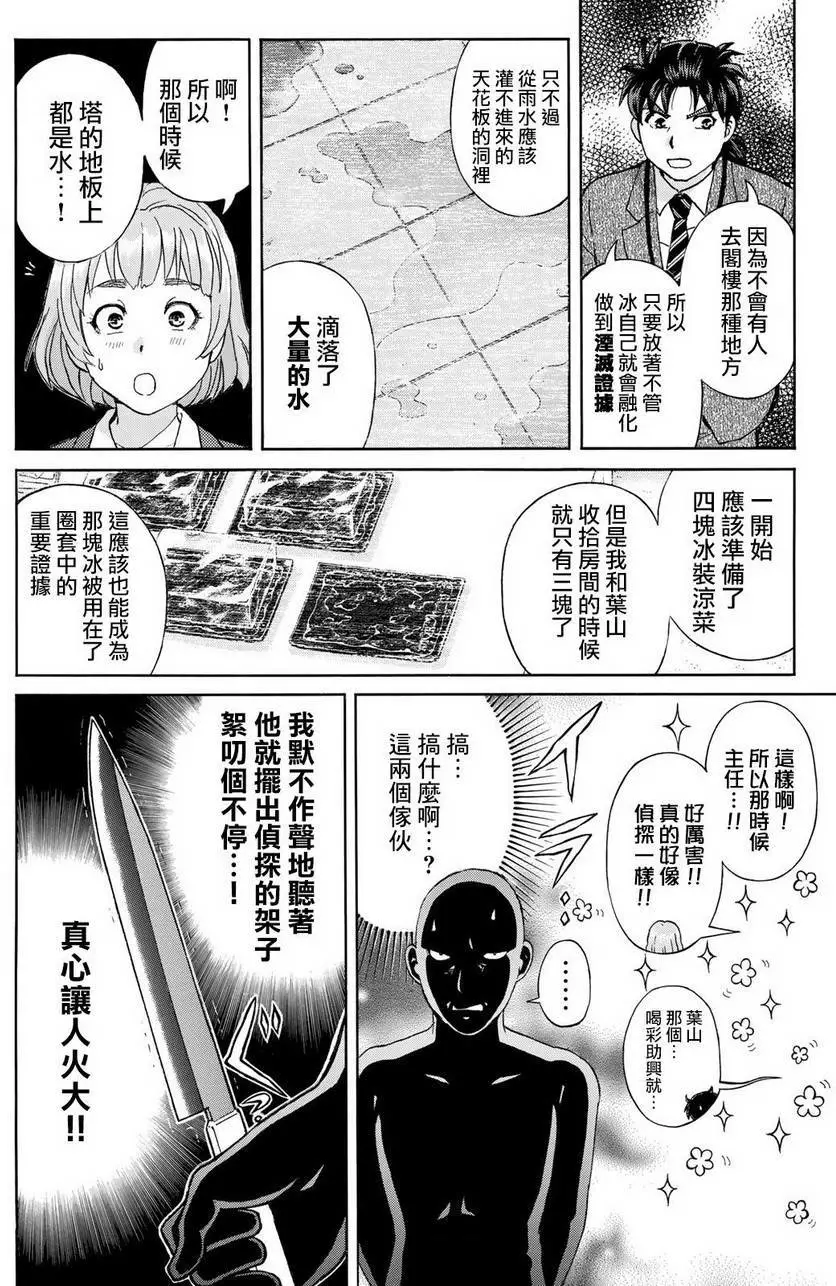 因為不會有人
去閣樓那種地方
所以
只要放著不管
冰自己就會融化
做到湮滅證據
只不過
從雨水應該
灌不進來的
天花板的洞裡
滴落了
大量的水
啊！
所以
那個時候
塔的地板上
都是水…！
一開始
應該準備了
四塊冰裝涼菜
但是我和葉山
收拾房間的時候
就只有三塊了
這應該也能成為
那塊冰被用在了
圈套中的
重要證據
這樣啊！
所以那時候
主任…!!
好厲害!!
真的好像
偵探一樣!!
葉山
那個…
喝彩助興就…
搞…
搞什麼啊…？
這兩個傢伙
……
我默不作聲地聽著
他就擺出偵探的架子
絮叨個不停…！
真心讓人火大!!